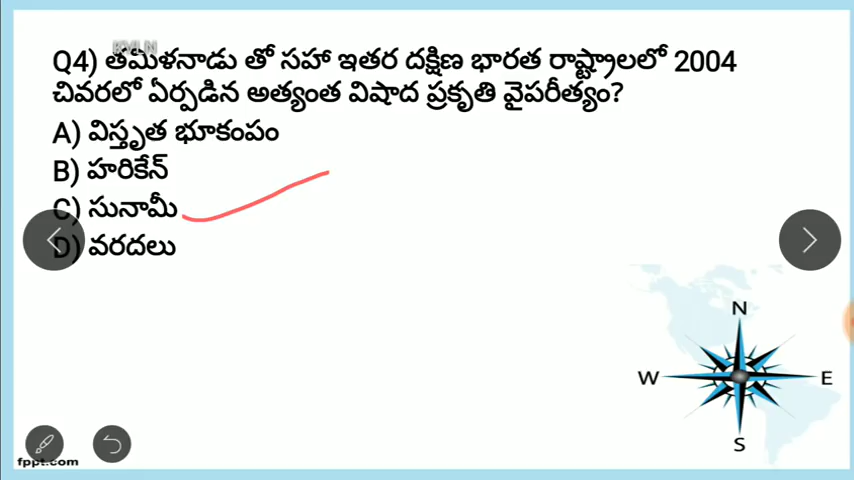 KVLN
Q4) తమిళనాడు తో సహా ఇతర దక్షిణ భారత రాష్ట్రాలలో 2004
చివరలో ఏర్పడిన అత్యంత విషాద ప్రకృతి వైపరీత్యం?
A) విస్తృత భూకంపం
B) హరికేన్
C) సునామీ
D) వరదలు
N
W
E
S
fppt.com